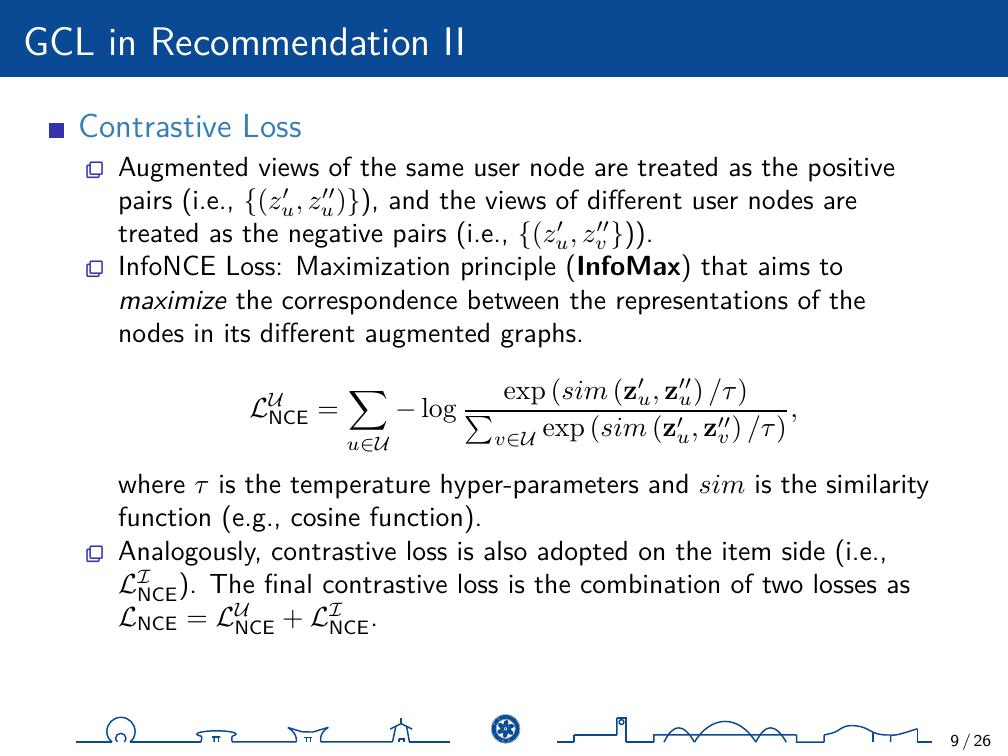 GCL in Recommendation II
Contrastive Loss
Augmented views of the same user node are treated as the positive
pairs (i.e., {(z′ᵤ, z″ᵤ)}), and the views of different user nodes are
treated as the negative pairs (i.e., {(z′ᵤ, z″ᵥ})).
InfoNCE Loss: Maximization principle (InfoMax) that aims to
maximize the correspondence between the representations of the
nodes in its different augmented graphs.
$\mathcal{L}_{\text{NCE}}^{\mathcal{U}} = \sum_{u \in \mathcal{U}} -\log \frac{\exp\left(sim\left(\mathbf{z}'_u, \mathbf{z}''_u\right)/\tau\right)}{\sum_{v \in \mathcal{U}} \exp\left(sim\left(\mathbf{z}'_u, \mathbf{z}''_v\right)/\tau\right)},$
where τ is the temperature hyper-parameters and sim is the similarity
function (e.g., cosine function).
Analogously, contrastive loss is also adopted on the item side (i.e.,
$\mathcal{L}_{\text{NCE}}^{\mathcal{I}}$). The final contrastive loss is the combination of two losses as
$\mathcal{L}_{\text{NCE}} = \mathcal{L}_{\text{NCE}}^{\mathcal{U}} + \mathcal{L}_{\text{NCE}}^{\mathcal{I}}$.
9 / 26